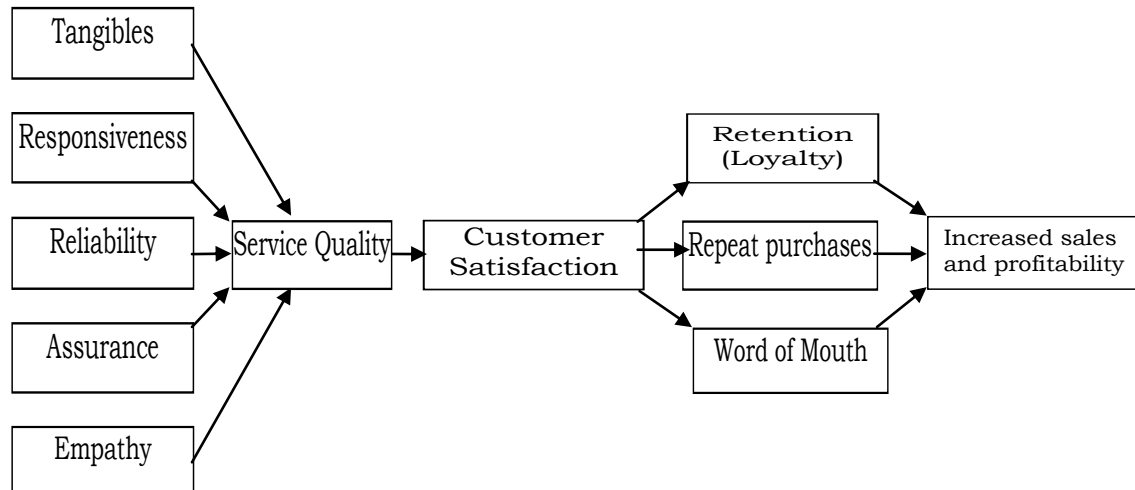 Tangibles
Responsiveness
Reliability
Assurance
Empathy
Service Quality
Customer
Satisfaction
Retention
(Loyalty)
Repeat purchases
Word of Mouth
Increased sales
and profitability